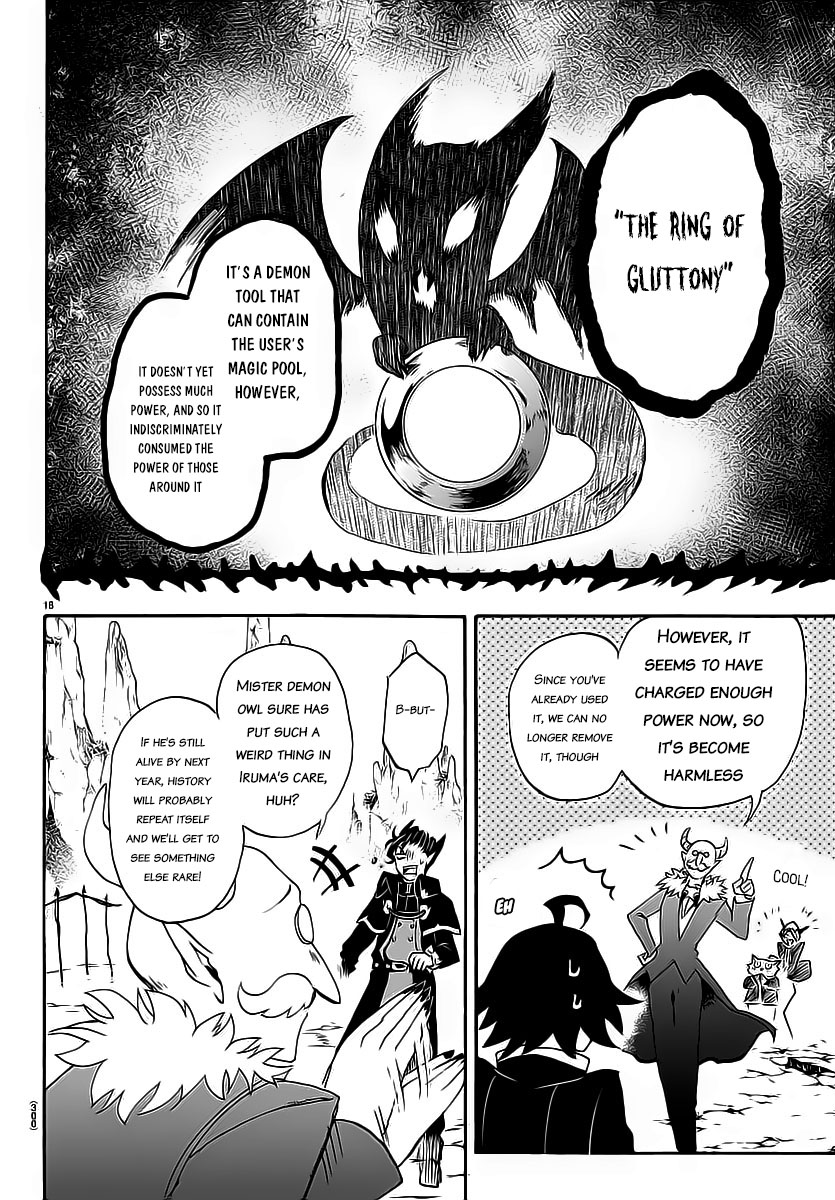 "THE RING OF
GLUTTONY"
IT'S A DEMON
TOOL THAT
CAN CONTAIN
THE USER'S
MAGIC POOL,
HOWEVER,
IT DOESN'T YET
POSSESS MUCH
POWER, AND SO IT
INDISCRIMINATELY
CONSUMED THE
POWER OF THOSE
AROUND IT
18
HOWEVER, IT
SEEMS TO HAVE
CHARGED ENOUGH
POWER NOW, SO
IT'S BECOME
HARMLESS
SINCE YOU'VE
ALREADY USED
IT, WE CAN NO
LONGER REMOVE
IT, THOUGH
COOL!
EH
B-BUT-
MISTER DEMON
OWL SURE HAS
PUT SUCH A
WEIRD THING IN
IRUMA'S CARE,
HUH?
IF HE'S STILL
ALIVE BY NEXT
YEAR, HISTORY
WILL PROBABLY
REPEAT ITSELF
AND WE'LL GET TO
SEE SOMETHING
ELSE RARE!